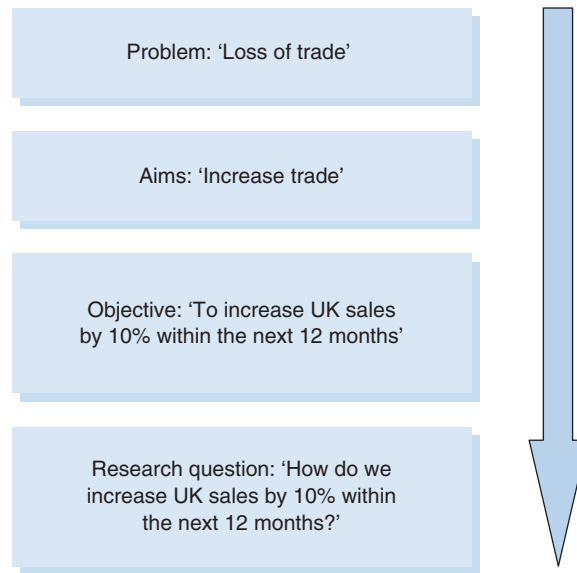 Problem: ‘Loss of trade’
Aims: ‘Increase trade’
Objective: ‘To increase UK sales
by 10% within the next 12 months’
Research question: ‘How do we
increase UK sales by 10% within
the next 12 months?’